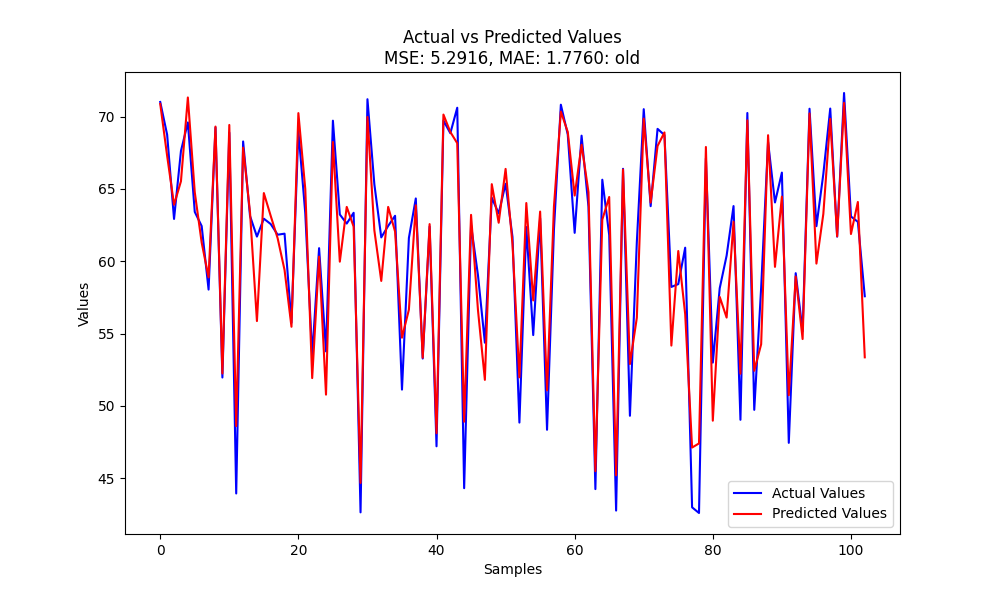 Actual vs Predicted Values
MSE: 5.2916, MAE: 1.7760: old
Values
70
65
60
55
50
45
0
20
40
60
80
100
Samples
Actual Values
Predicted Values